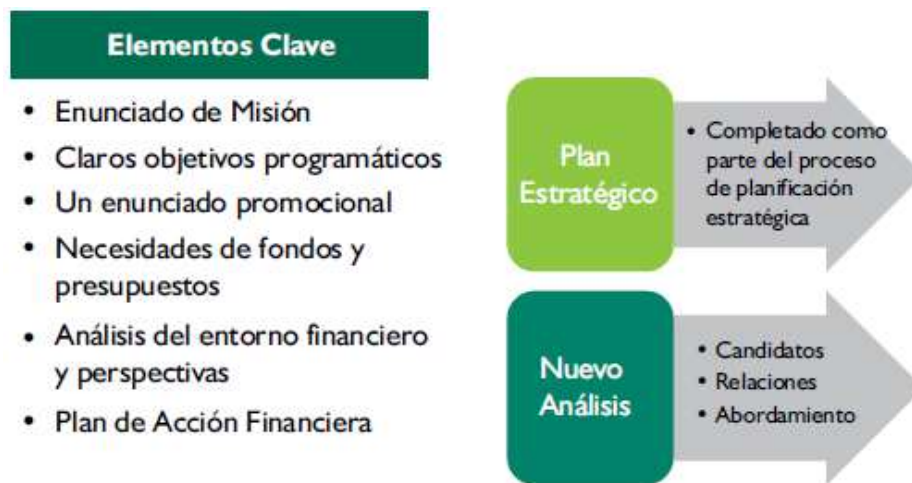 Elementos Clave
• Enunciado de Misión
• Claros objetivos programáticos
• Un enunciado promocional
• Necesidades de fondos y
presupuestos
• Análisis del entorno financiero
y perspectivas
• Plan de Acción Financiera
Plan
Estratégico
• Completado como
parte del proceso
de planificación
estratégica
Nuevo
Análisis
• Candidatos
• Relaciones
• Abordamiento